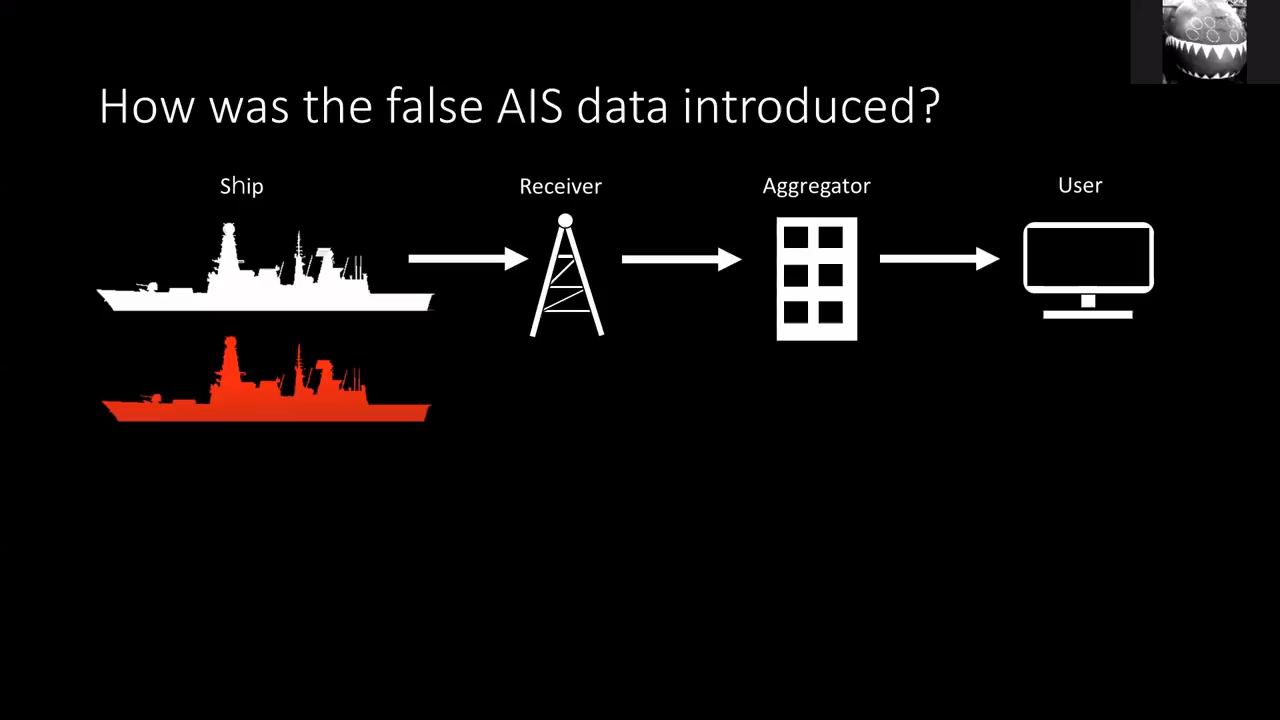 How was the false AIS data introduced?
Ship
Receiver
Aggregator
User